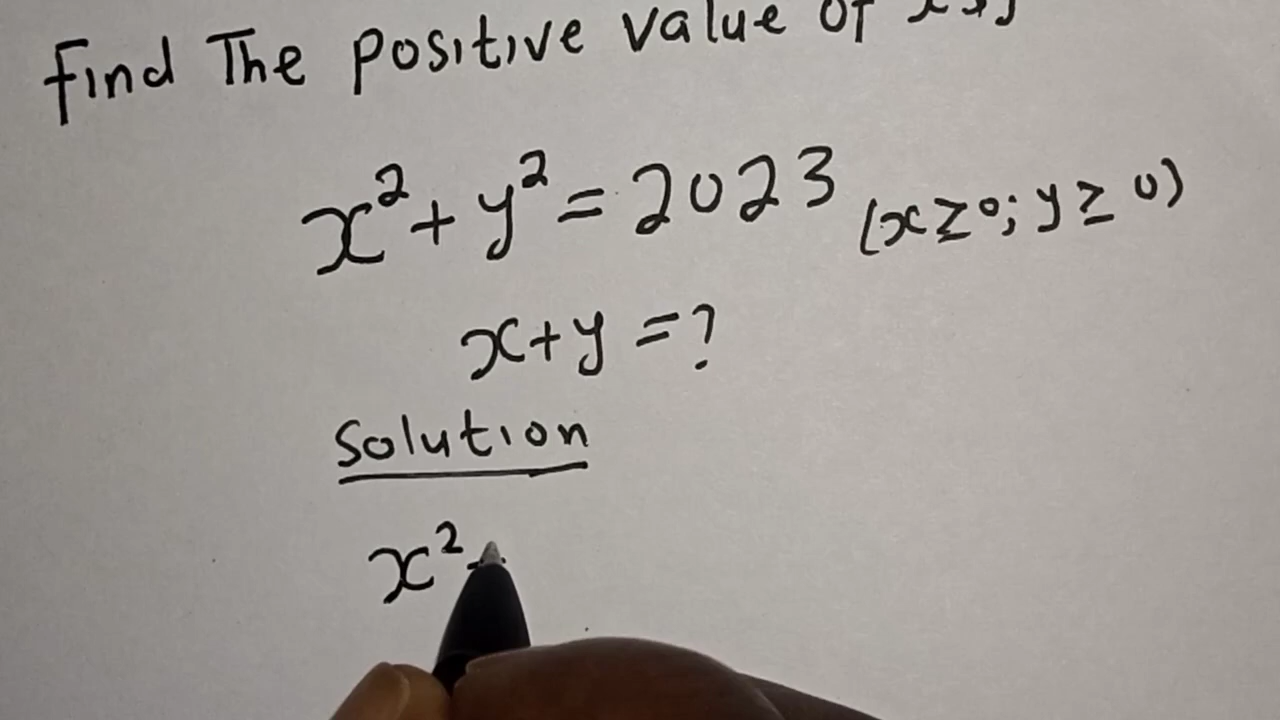 Find The positive value of
x² + y² = 2023 (x ≥ 0; y ≥ 0)
x + y = ?
Solution
x²